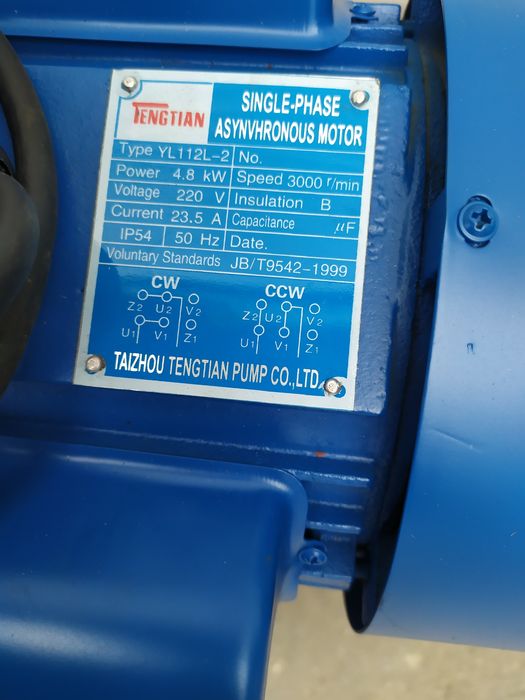 TENGTIAN
SINGLE-PHASE
ASYNVHRONOUS MOTOR
Type YL112L-2 No.
Power 4.8 kW Speed 3000 r/min
Voltage 220 V Insulation B
Current 23.5 A Capacitance μF
IP54 50 Hz Date.
Voluntary Standards JB/T9542-1999
CW CCW
Z2 U2 V2 Z2 U2 V2
U1 V1 Z1 U1 V1 Z1
TAIZHOU TENGTIAN PUMP CO.,LTD.